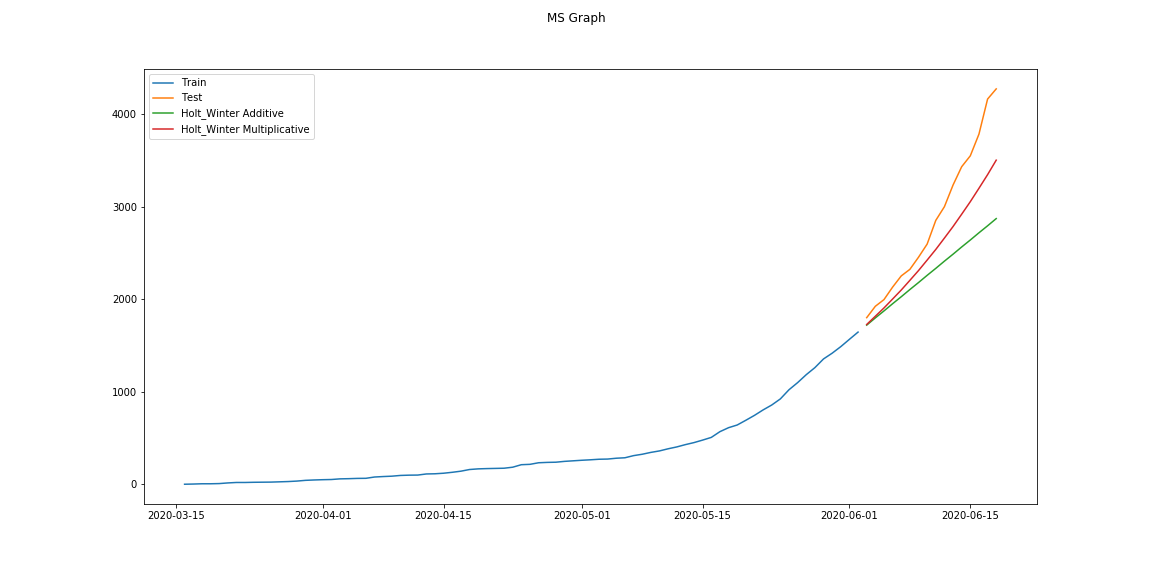 MS Graph
Train
Test
Holt_Winter Additive
Holt_Winter Multiplicative
4000
3000
2000
1000
0
2020-03-15 2020-04-01 2020-04-15 2020-05-01 2020-05-15 2020-06-01 2020-06-15